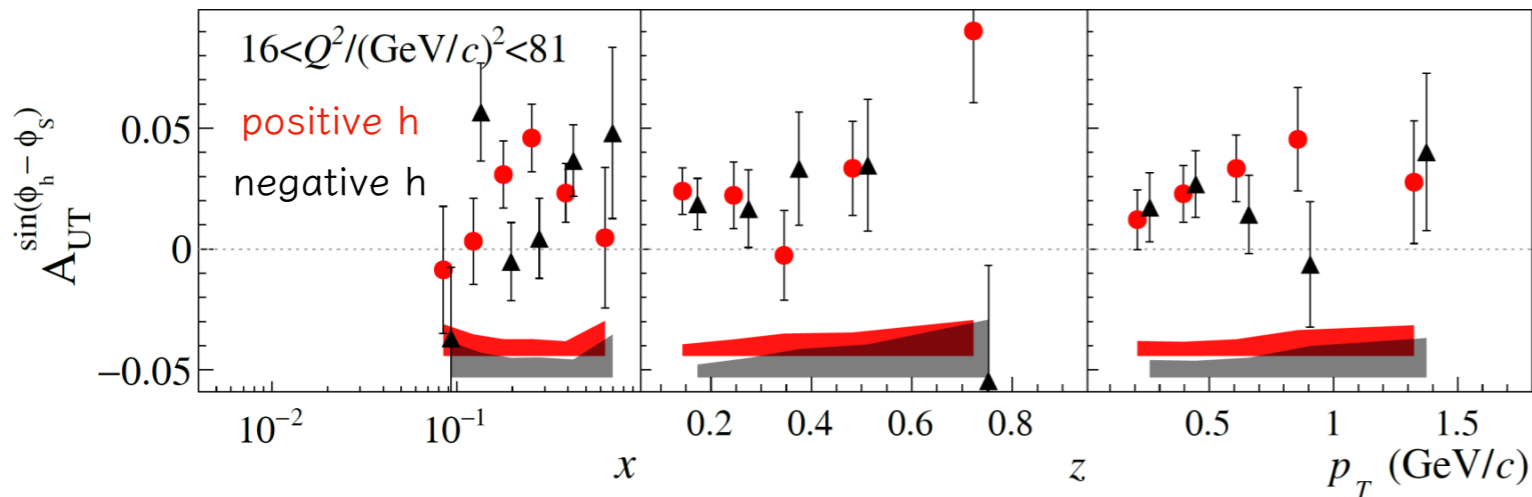 16<Q²/(GeV/c)²<81
positive h
negative h
A_UT^sin(ϕ_h − ϕ_S)
0.05
0
−0.05
10⁻² 10⁻¹ 0.2 0.4 0.6 0.8 0.5 1 1.5
x z p_T (GeV/c)